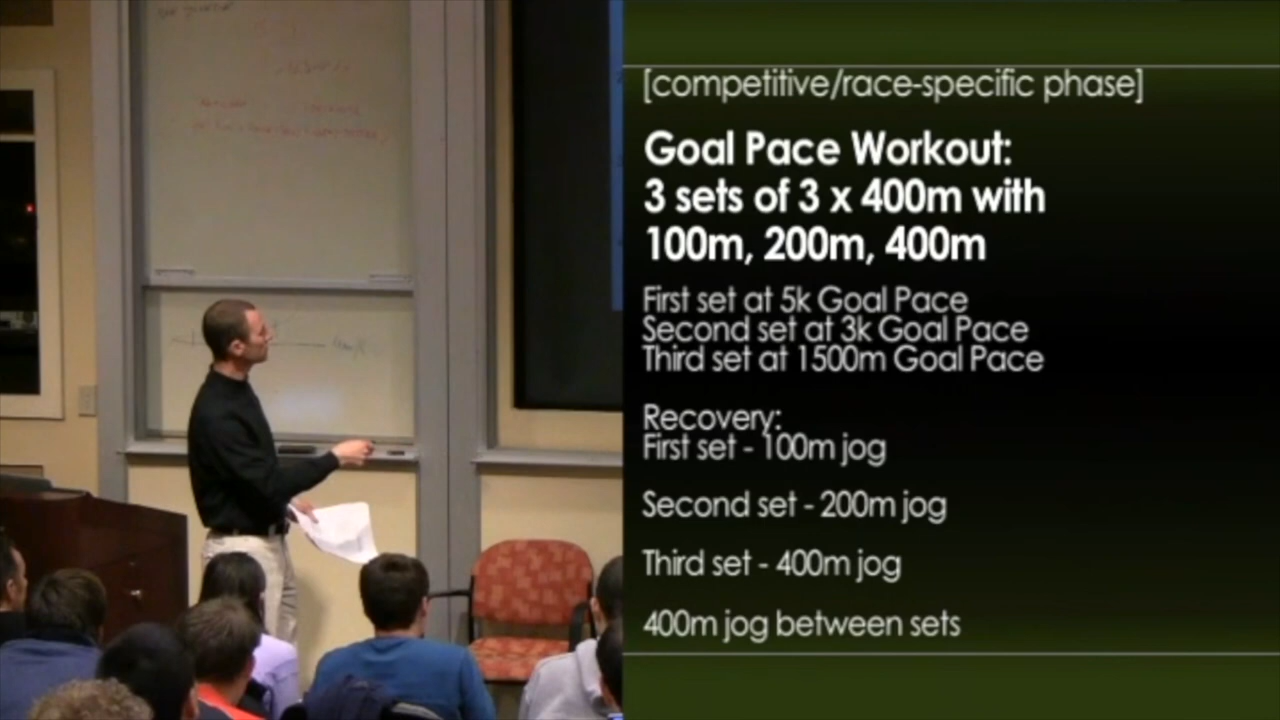 [competitive/race-specific phase]
Goal Pace Workout:
3 sets of 3 x 400m with
100m, 200m, 400m
First set at 5k Goal Pace
Second set at 3k Goal Pace
Third set at 1500m Goal Pace
Recovery:
First set - 100m jog
Second set - 200m jog
Third set - 400m jog
400m jog between sets